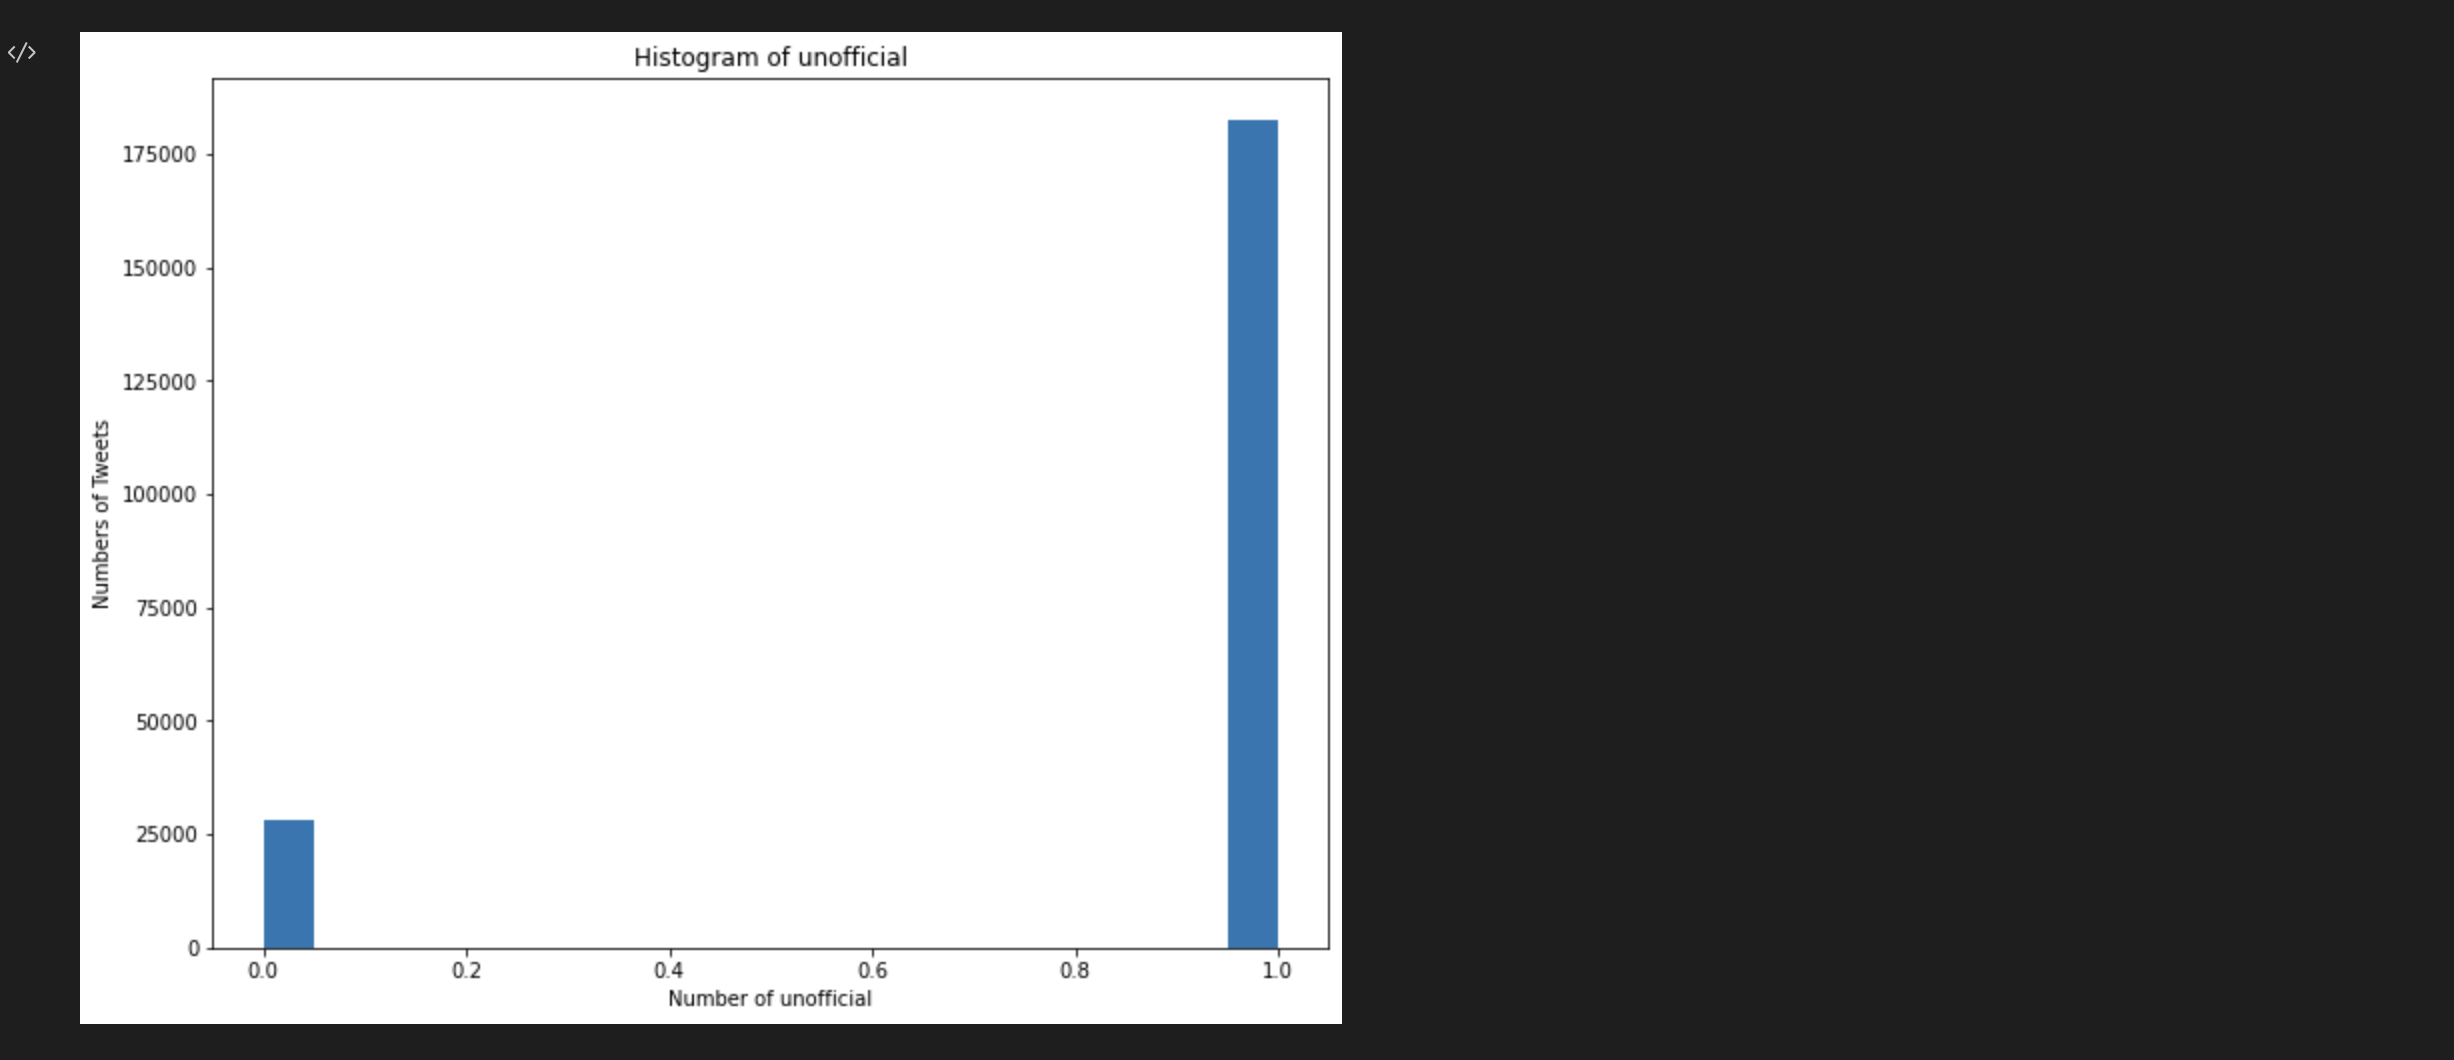 </>
Histogram of unofficial
175000
150000
125000
100000
75000
50000
25000
0
Numbers of Tweets
0.0 0.2 0.4 0.6 0.8 1.0
Number of unofficial